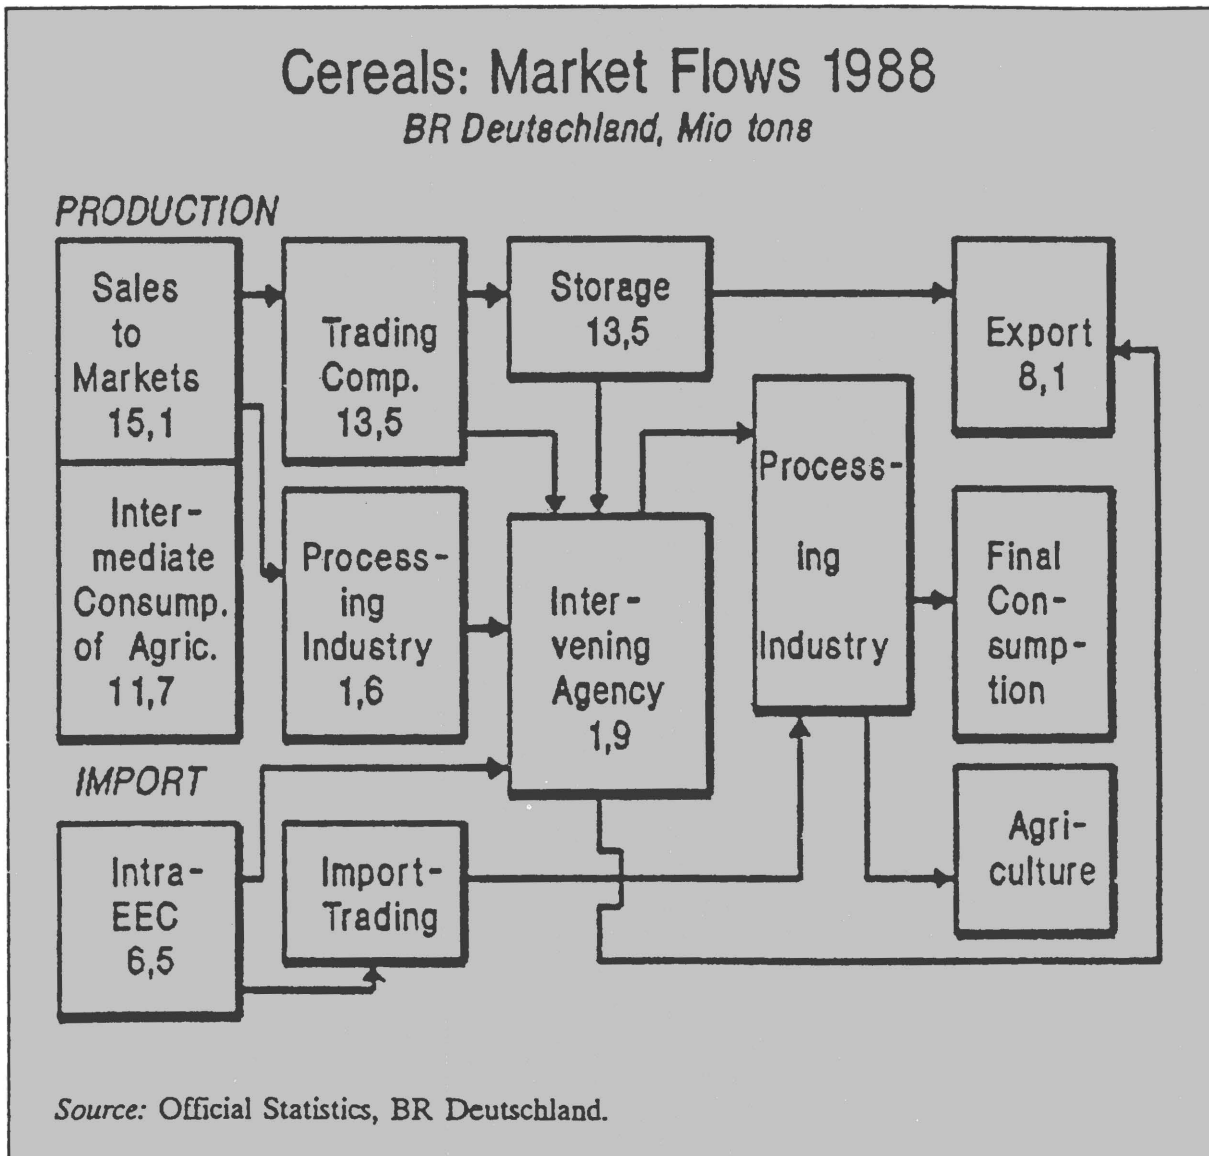 Cereals: Market Flows 1988
BR Deutschland, Mio tons
PRODUCTION
Sales
to
Markets
15,1
Inter-
mediate
Consump.
of Agric.
11,7
Trading
Comp.
13,5
Process-
ing
Industry
1,6
Storage
13,5
Inter-
vening
Agency
1,9
Process-
ing
Industry
Export
8,1
Final
Con-
sump-
tion
Agri-
culture
IMPORT
Intra-
EEC
6,5
Import-
Trading
Source: Official Statistics, BR Deutschland.